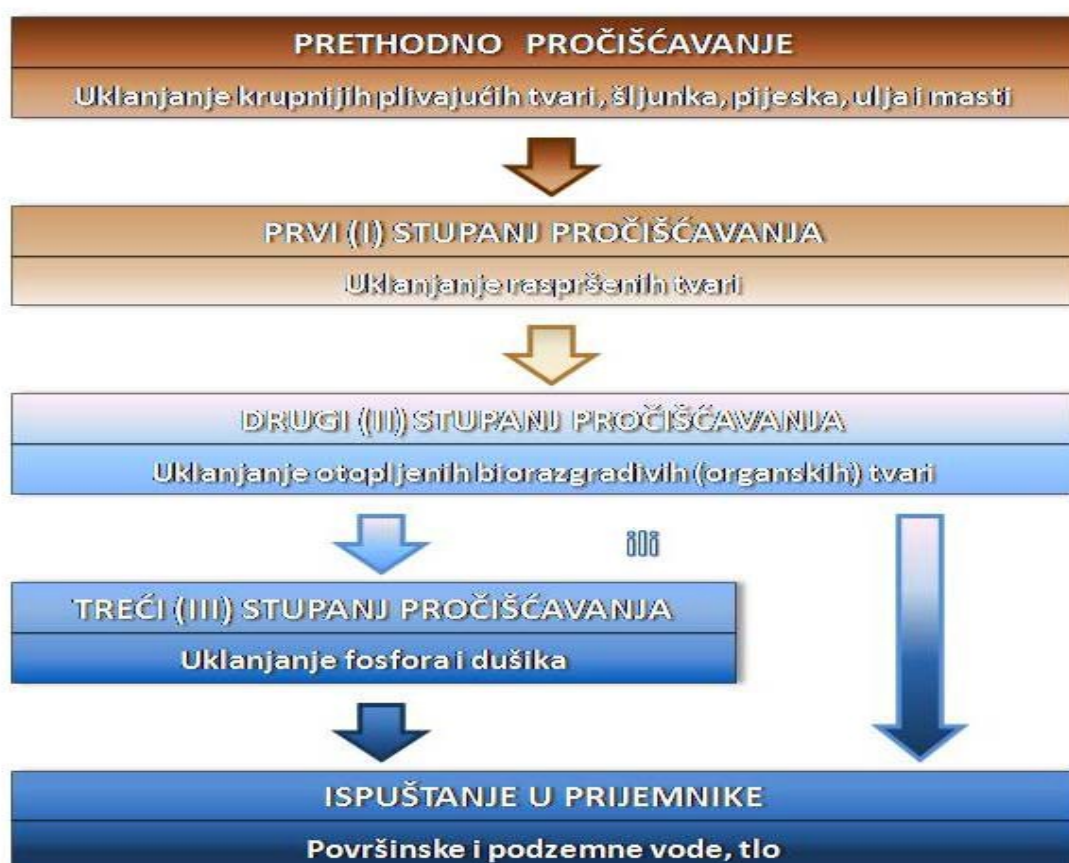 PRETHODNO PROČIŠĆAVANJE
Uklanjanje krupnijih plivajućih tvari, šljunka, pijeska, ulja i masti
PRVI (I) STUPANJ PROČIŠĆAVANJA
Uklanjanje raspršenih tvari
DRUGI (II) STUPANJ PROČIŠĆAVANJA
Uklanjanje otopljenih biorazgradivih (organskih) tvari
TREĆI (III) STUPANJ PROČIŠĆAVANJA
Uklanjanje fosfora i dušika
ISPUŠTANJE U PRIJEMNIKE
Površinske i podzemne vode, tlo